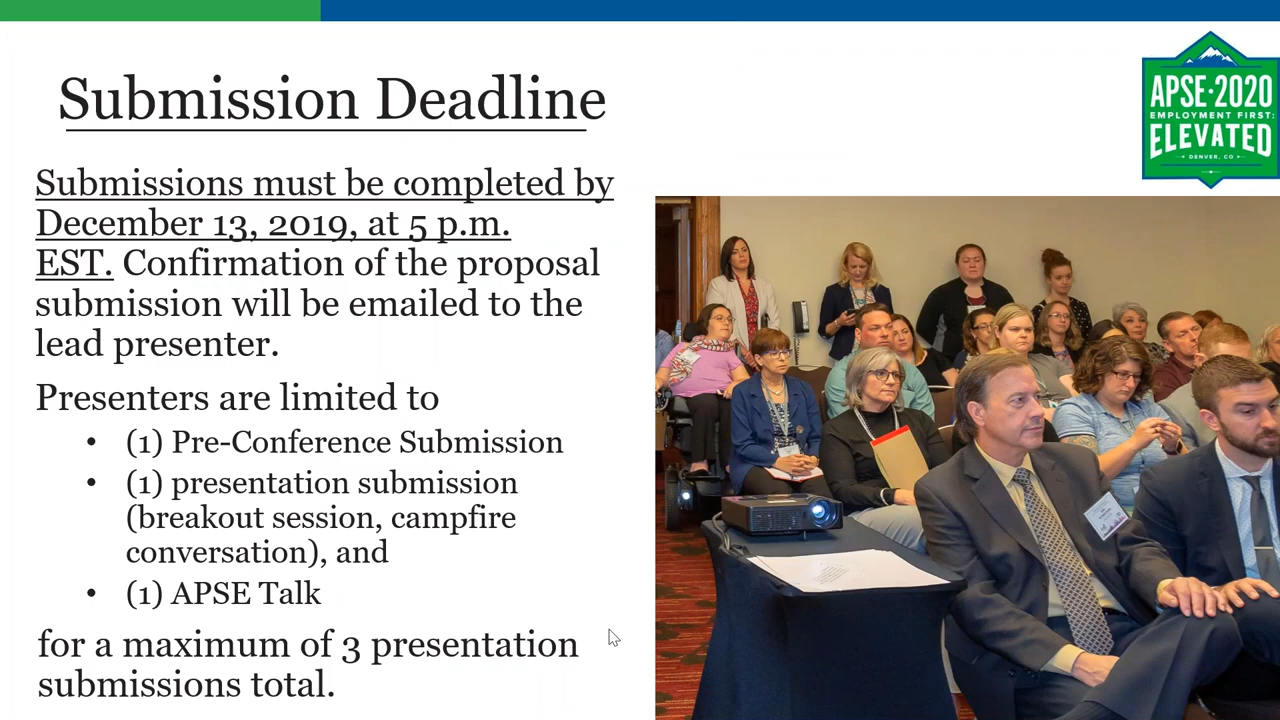 Submission Deadline
Submissions must be completed by
December 13, 2019, at 5 p.m.
EST. Confirmation of the proposal
submission will be emailed to the
lead presenter.
Presenters are limited to
• (1) Pre-Conference Submission
• (1) presentation submission
(breakout session, campfire
conversation), and
• (1) APSE Talk
for a maximum of 3 presentation
submissions total.
APSE·2020
EMPLOYMENT FIRST:
ELEVATED
DENVER, CO